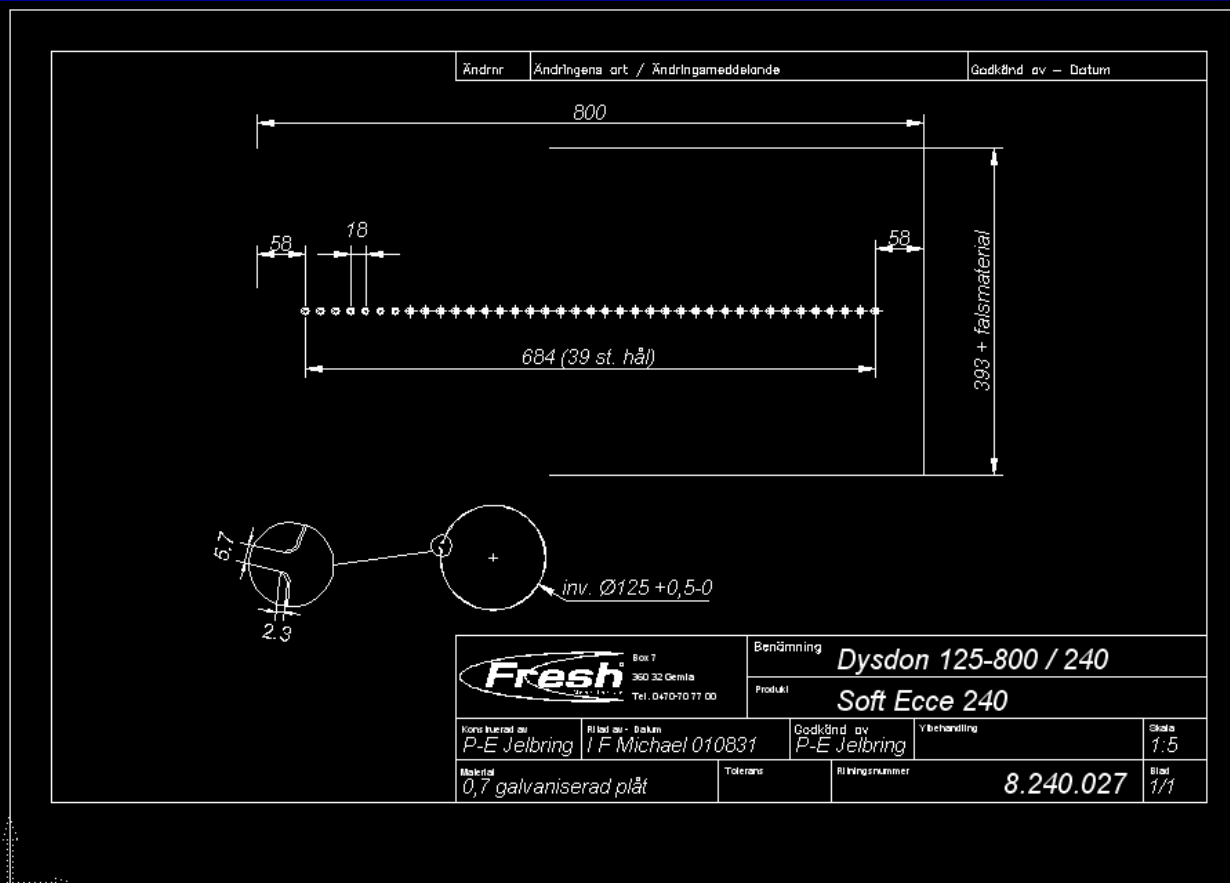 Ändrnr Ändringens art / Ändringsmeddelande Godkänd av – Datum
800
58 18 58
393 + falsmaterial
684 (39 st. hål)
5,7
2.3
inv. Ø125 +0,5-0
Fresh
Box 7
360 32 Gemla
Tel. 0470-70 77 00
Benämning
Dysdon 125-800 / 240
Produkt
Soft Ecce 240
Konstruerad av Ritad av - Datum Godkänd av Ytbehandling Skala
P-E Jelbring I F Michael 010831 P-E Jelbring 1:5
Material Tolerans Ritningsnummer Blad
0,7 galvaniserad plåt 8.240.027 1/1